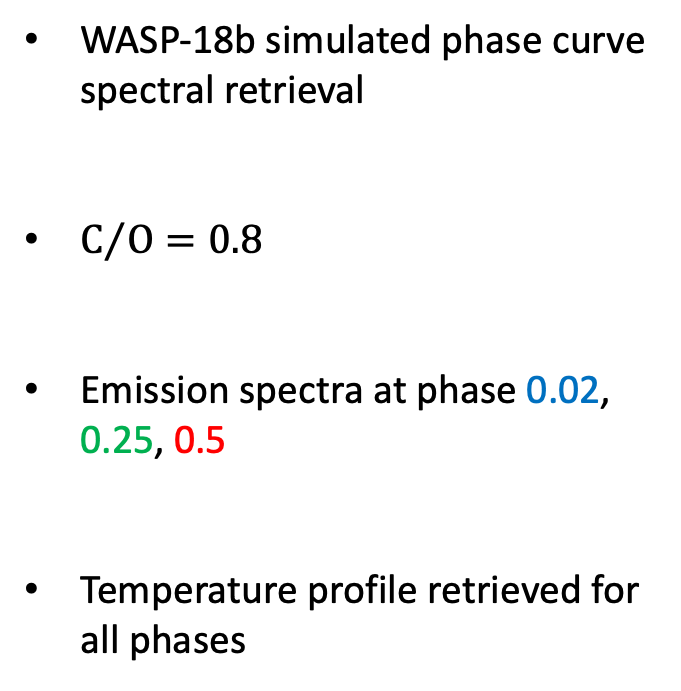 • WASP-18b simulated phase curve
spectral retrieval
• C/O = 0.8
• Emission spectra at phase 0.02,
0.25, 0.5
• Temperature profile retrieved for
all phases